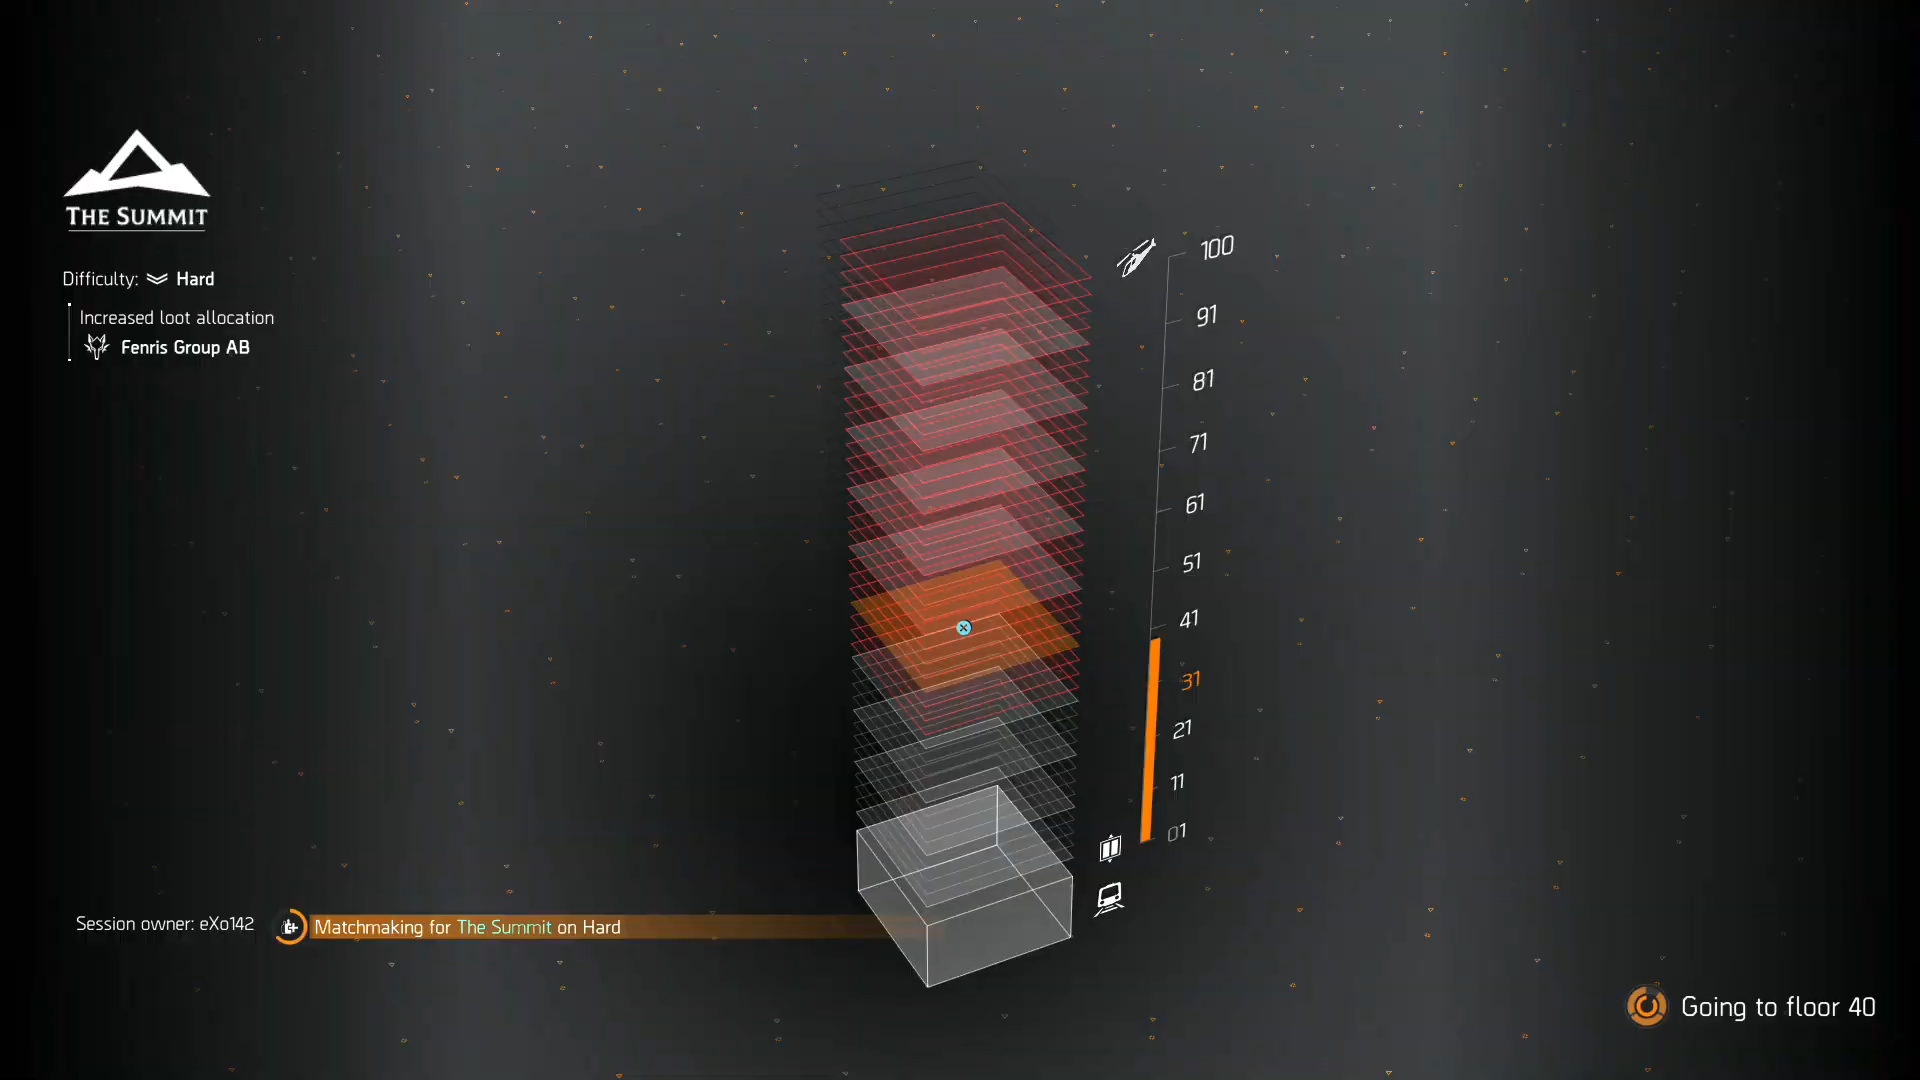 THE SUMMIT
Difficulty: Hard
Increased loot allocation
Fenris Group AB
100
91
81
71
61
51
41
31
21
11
01
Session owner: eXo142
Matchmaking for The Summit on Hard
Going to floor 40